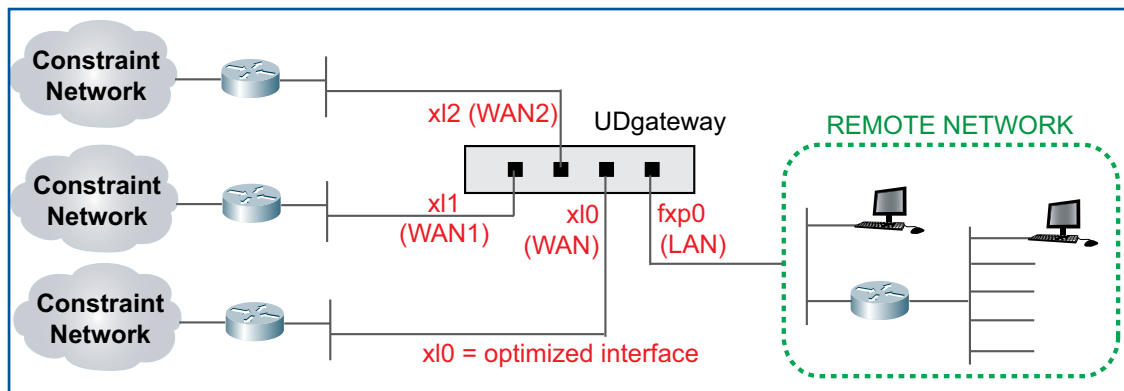 Constraint
Network
xl2 (WAN2)
UDgateway
REMOTE NETWORK
Constraint
Network
xl1
(WAN1)
xl0
(WAN)
fxp0
(LAN)
Constraint
Network
xl0 = optimized interface